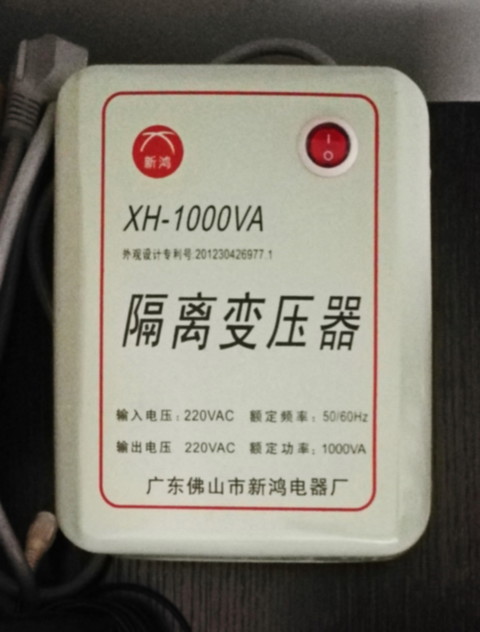 新鸿
I
O
XH-1000VA
外观设计专利号:201230426977.1
隔离变压器
输入电压：220VAC 额定频率：50/60Hz
输出电压 220VAC 额定功率：1000VA
广东佛山市新鸿电器厂